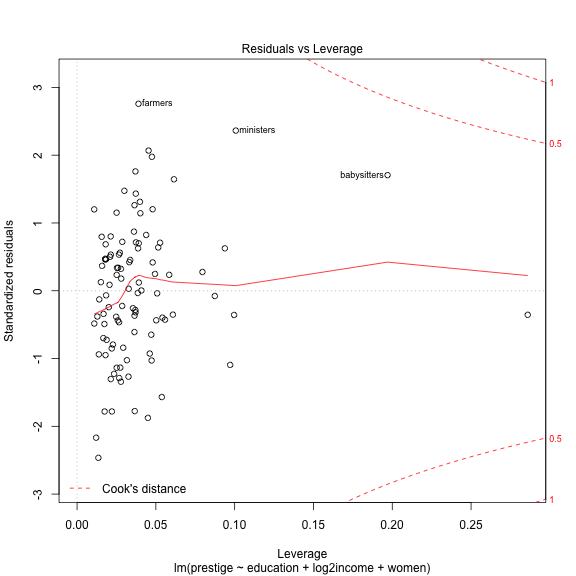 Residuals vs Leverage
3
2
1
0
-1
-2
-3
Standardized residuals
farmers
ministers
babysitters
1
0.5
0.5
1
Cook's distance
0.00 0.05 0.10 0.15 0.20 0.25
Leverage
lm(prestige ~ education + log2income + women)